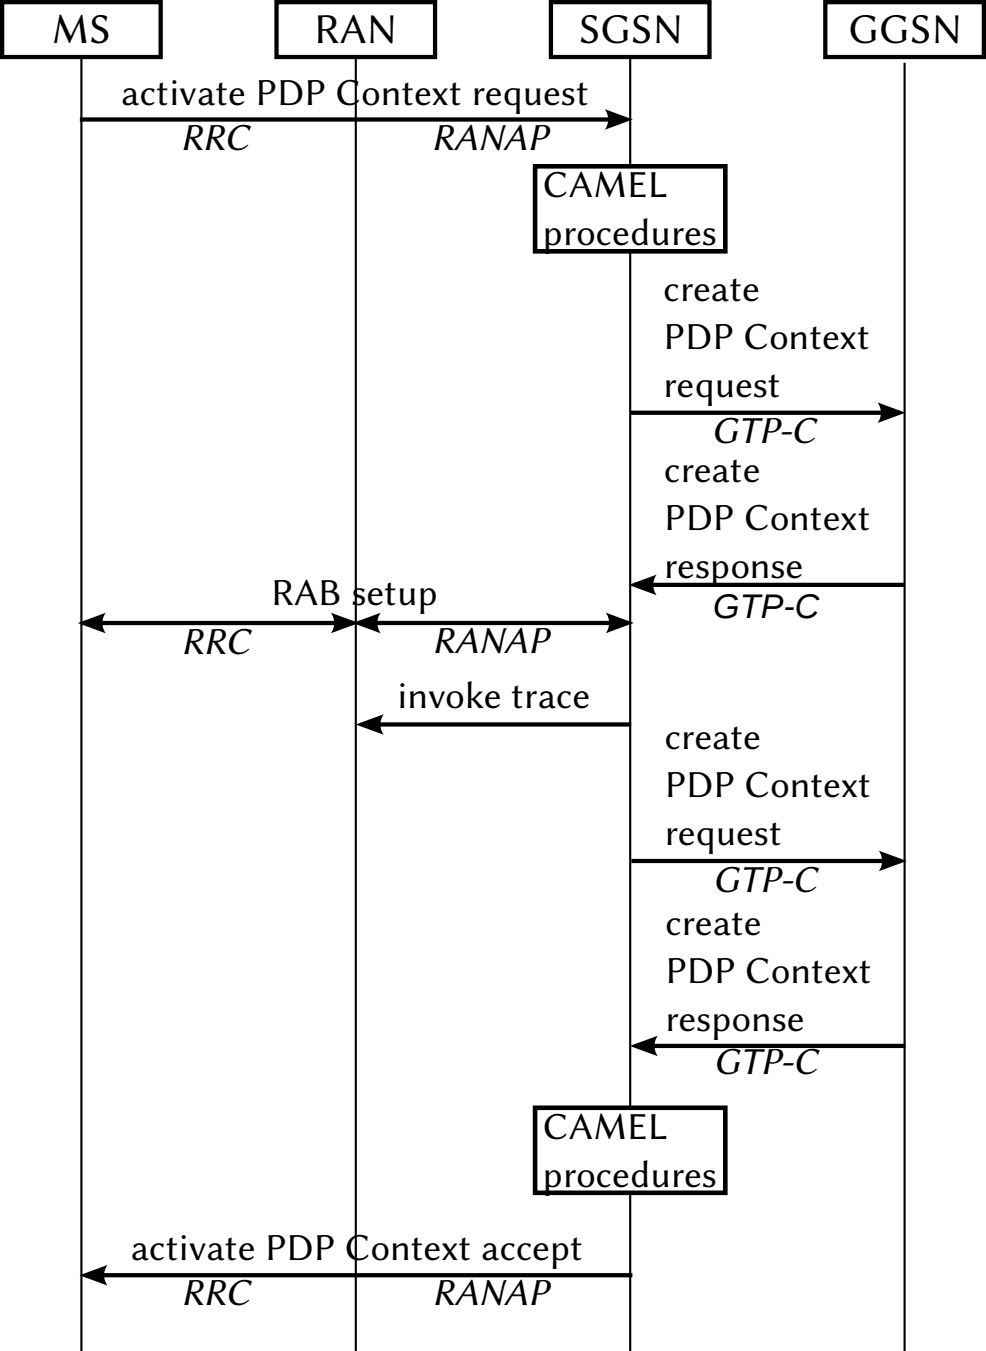 MS RAN SGSN GGSN
activate PDP Context request
RRC RANAP
CAMEL
procedures
create
PDP Context
request
GTP-C
create
PDP Context
response
GTP-C
RAB setup
RRC RANAP
invoke trace
create
PDP Context
request
GTP-C
create
PDP Context
response
GTP-C
CAMEL
procedures
activate PDP Context accept
RRC RANAP